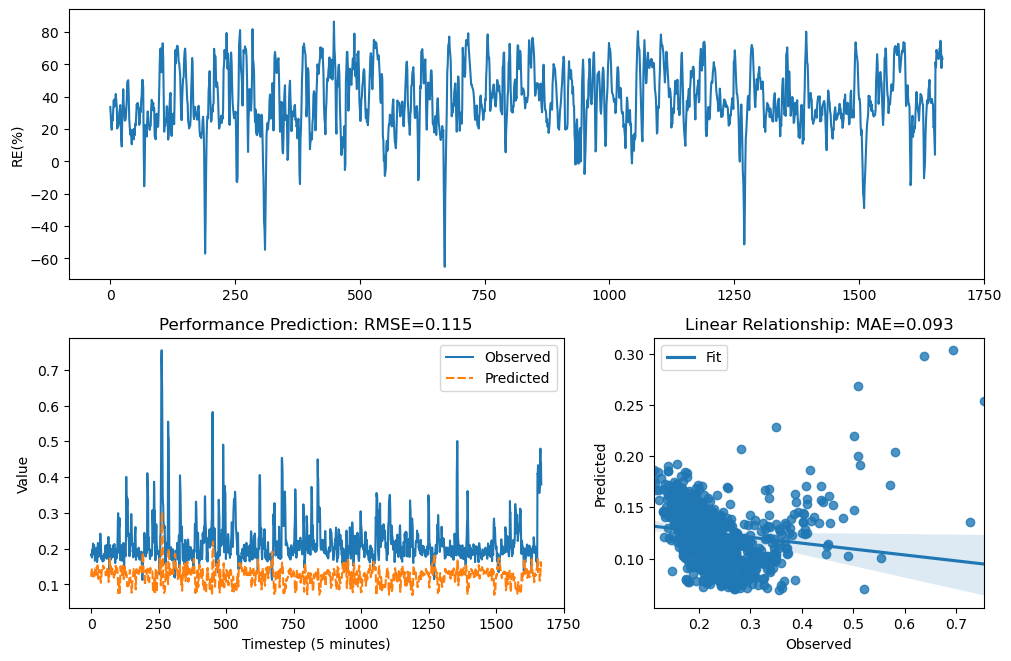 80
60
40
20
0
−20
−40
−60
RE(%)
0 250 500 750 1000 1250 1500 1750
Performance Prediction: RMSE=0.115
Observed
Predicted
0.7
0.6
0.5
0.4
0.3
0.2
0.1
Value
0 250 500 750 1000 1250 1500 1750
Timestep (5 minutes)
Linear Relationship: MAE=0.093
Fit
0.30
0.25
0.20
0.15
0.10
Predicted
0.2 0.3 0.4 0.5 0.6 0.7
Observed